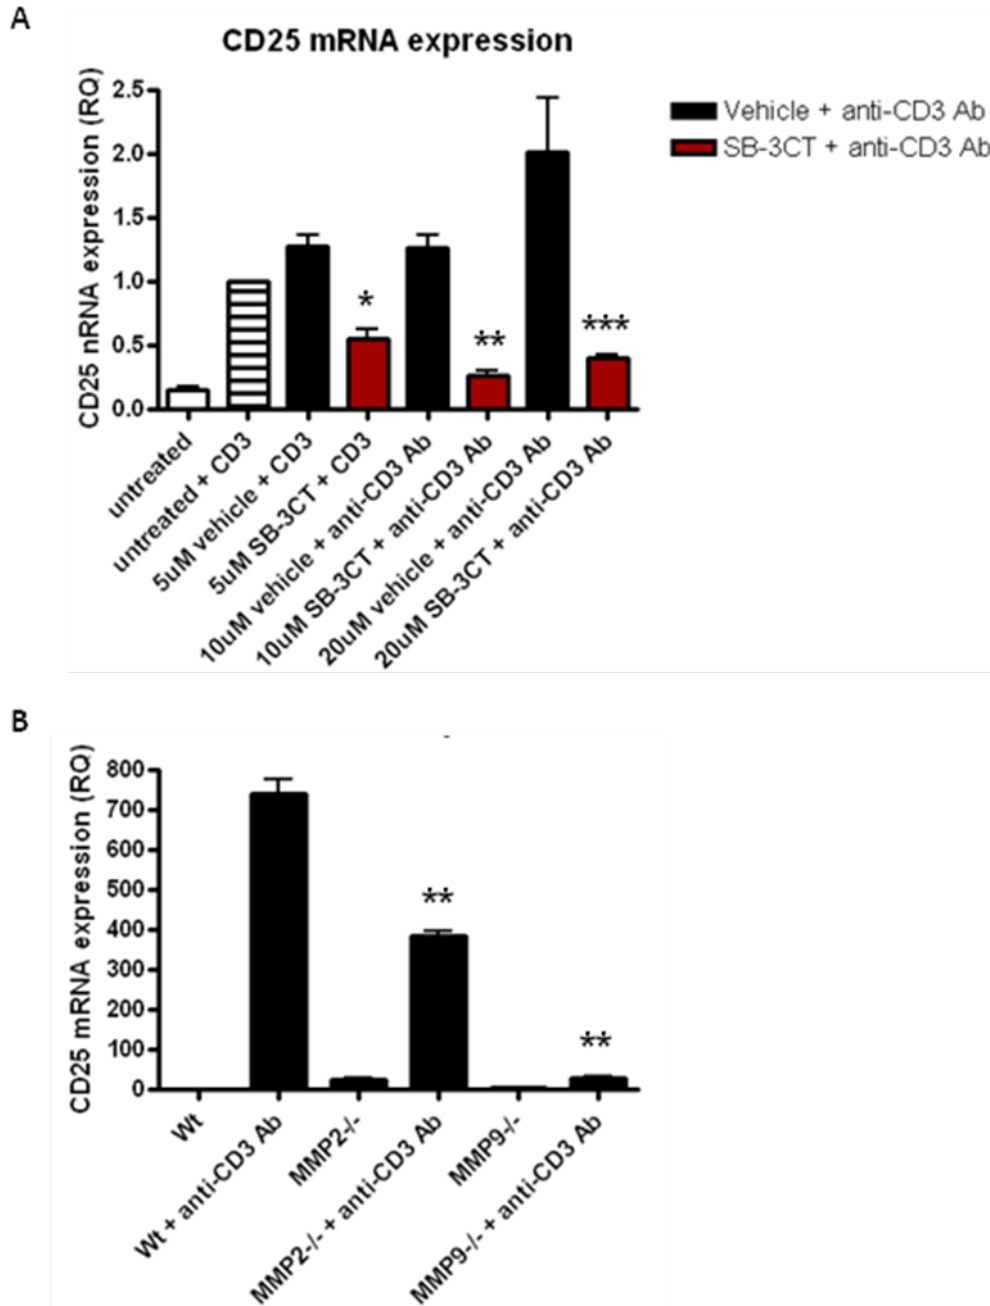 A
CD25 mRNA expression
CD25 nRNA expression (RQ)
2.5
2.0
1.5
1.0
0.5
0.0
Vehicle + anti-CD3 Ab
SB-3CT + anti-CD3 Ab
*
**
***
untreated
untreated + CD3
5uM vehicle + CD3
5uM SB-3CT + CD3
10uM vehicle + anti-CD3 Ab
10uM SB-3CT + anti-CD3 Ab
20uM vehicle + anti-CD3 Ab
20uM SB-3CT + anti-CD3 Ab
B
CD25 mRNA expression (RQ)
800
700
600
500
400
300
200
100
0
**
**
Wt
Wt + anti-CD3 Ab
MMP2-/-
MMP2-/- + anti-CD3 Ab
MMP9-/-
MMP9-/- + anti-CD3 Ab